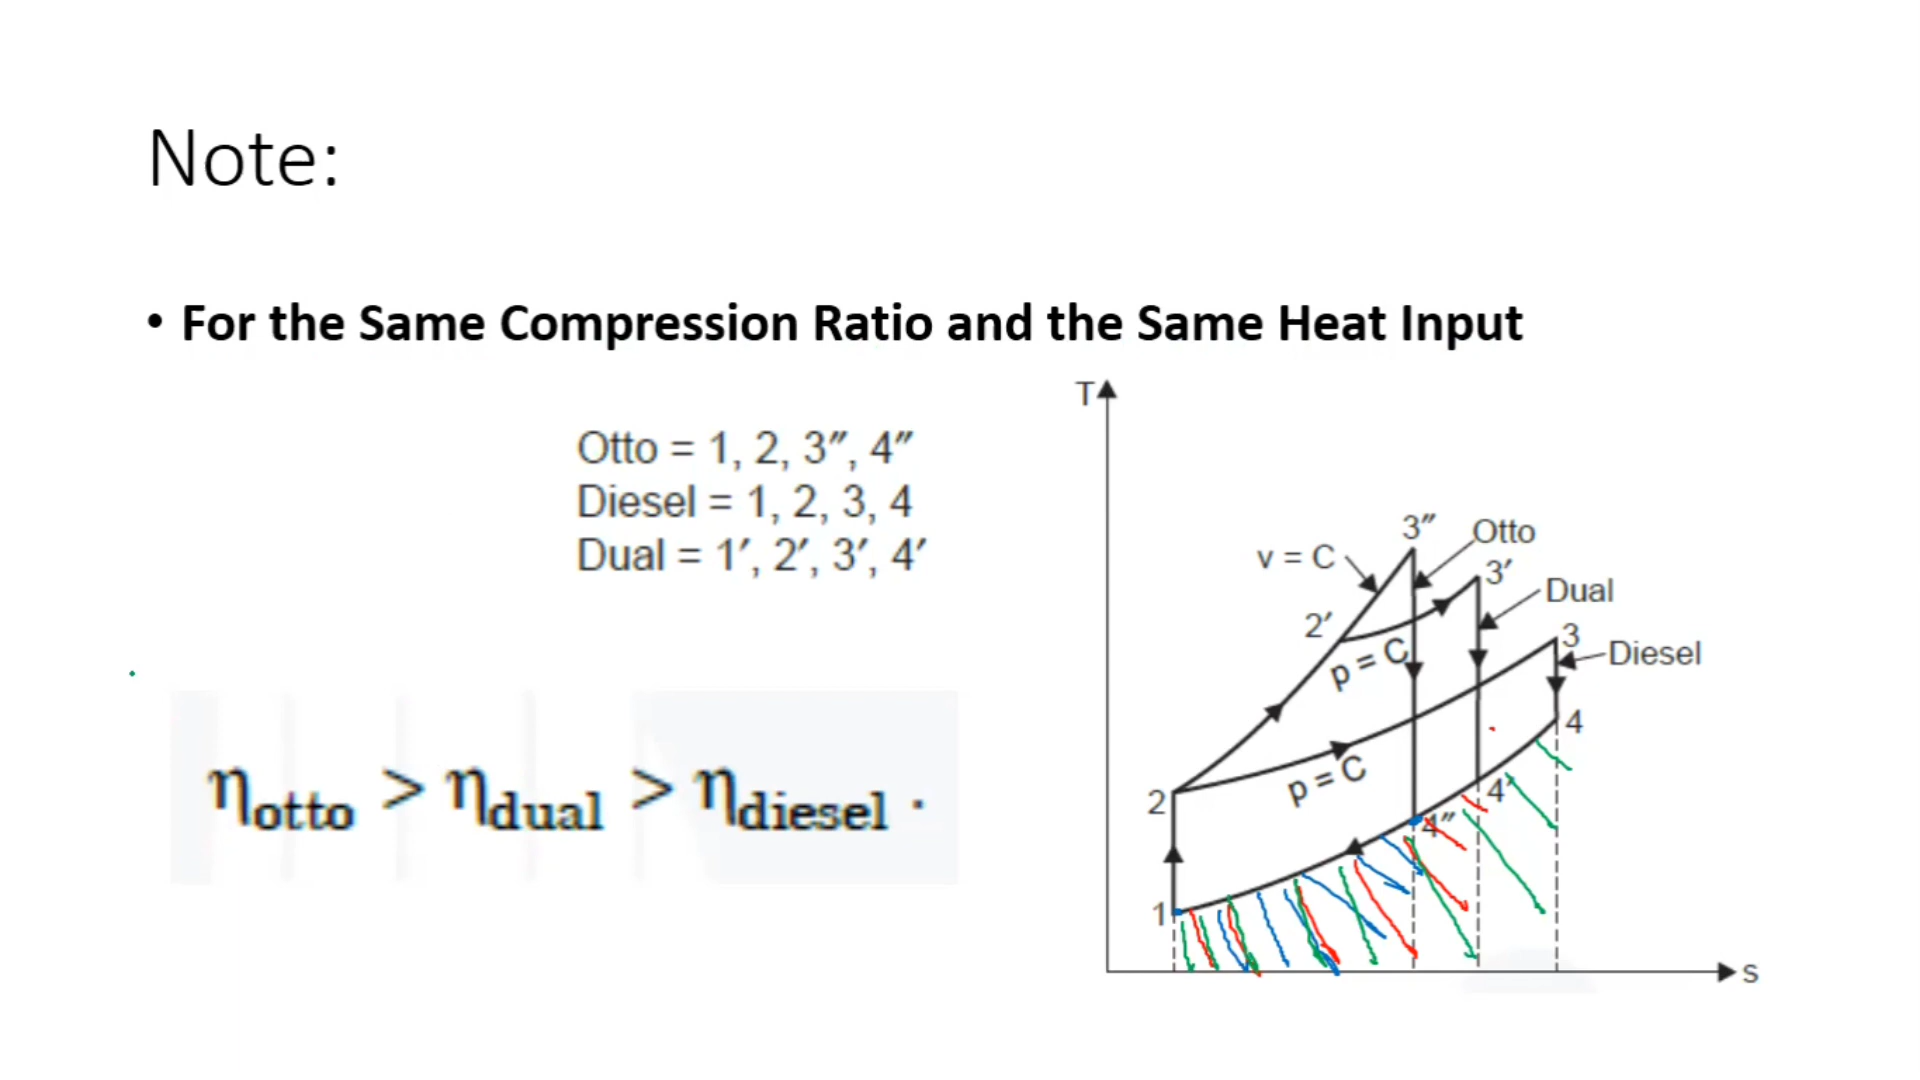 Note:
• For the Same Compression Ratio and the Same Heat Input
Otto = 1, 2, 3″, 4″
Diesel = 1, 2, 3, 4
Dual = 1′, 2′, 3′, 4′
ηotto > ηdual > ηdiesel .
T
3″
Otto
v = C
3′
Dual
2′
3
Diesel
p = C
4
p = C
2
4′
4″
1
s